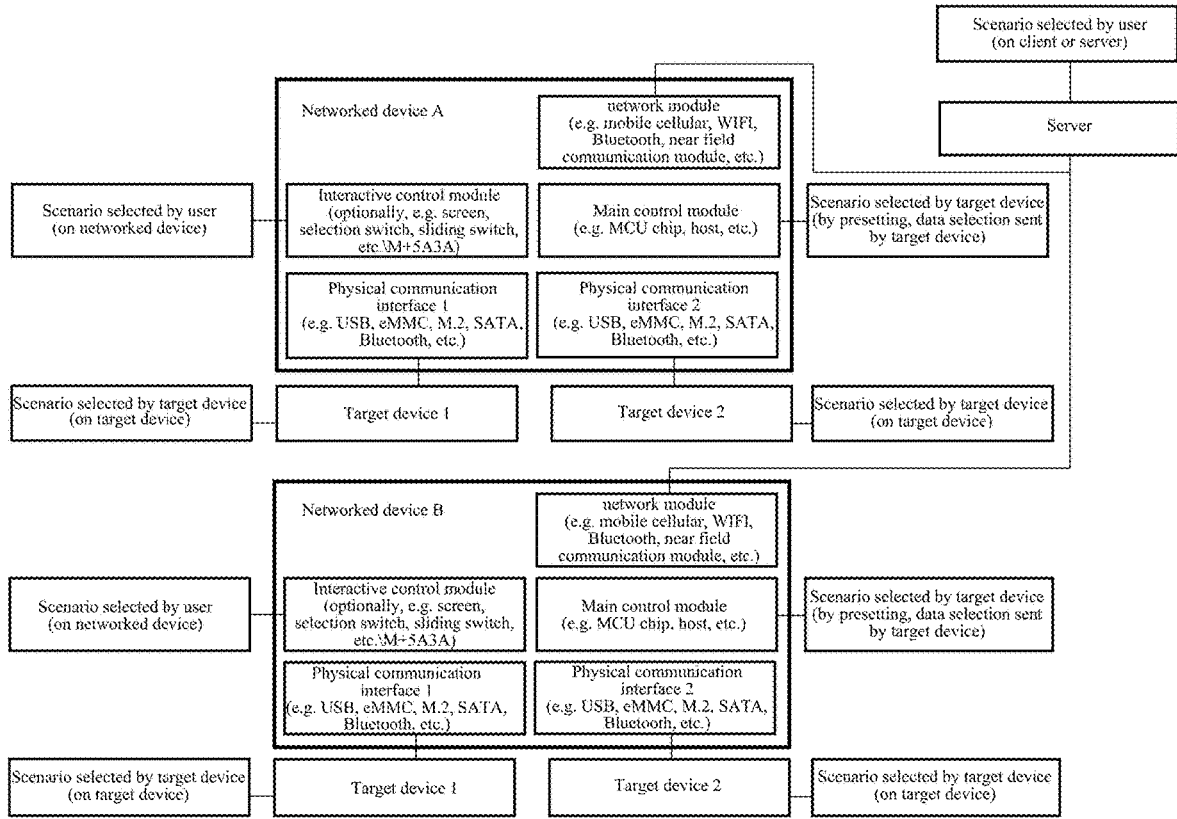 Scenario selected by user
(on client or server)
Server
Networked device A
network module
(e.g. mobile cellular, WIFI,
Bluetooth, near field
communication module, etc.)
Scenario selected by user
(on networked device)
Interactive control module
(optionally, e.g. screen,
selection switch, sliding switch,
etc.\M+5A3A)
Main control module
(e.g. MCU chip, host, etc.)
Scenario selected by target device
(by presetting, data selection sent
by target device)
Physical communication
interface 1
(e.g. USB, eMMC, M.2, SATA,
Bluetooth, etc.)
Physical communication
interface 2
(e.g. USB, eMMC, M.2, SATA,
Bluetooth, etc.)
Scenario selected by target device
(on target device)
Target device 1
Target device 2
Scenario selected by target device
(on target device)
Networked device B
network module
(e.g. mobile cellular, WIFI,
Bluetooth, near field
communication module, etc.)
Scenario selected by user
(on networked device)
Interactive control module
(optionally, e.g. screen,
selection switch, sliding switch,
etc.\M+5A3A)
Main control module
(e.g. MCU chip, host, etc.)
Scenario selected by target device
(by presetting, data selection sent
by target device)
Physical communication
interface 1
(e.g. USB, eMMC, M.2, SATA,
Bluetooth, etc.)
Physical communication
interface 2
(e.g. USB, eMMC, M.2, SATA,
Bluetooth, etc.)
Scenario selected by target device
(on target device)
Target device 1
Target device 2
Scenario selected by target device
(on target device)